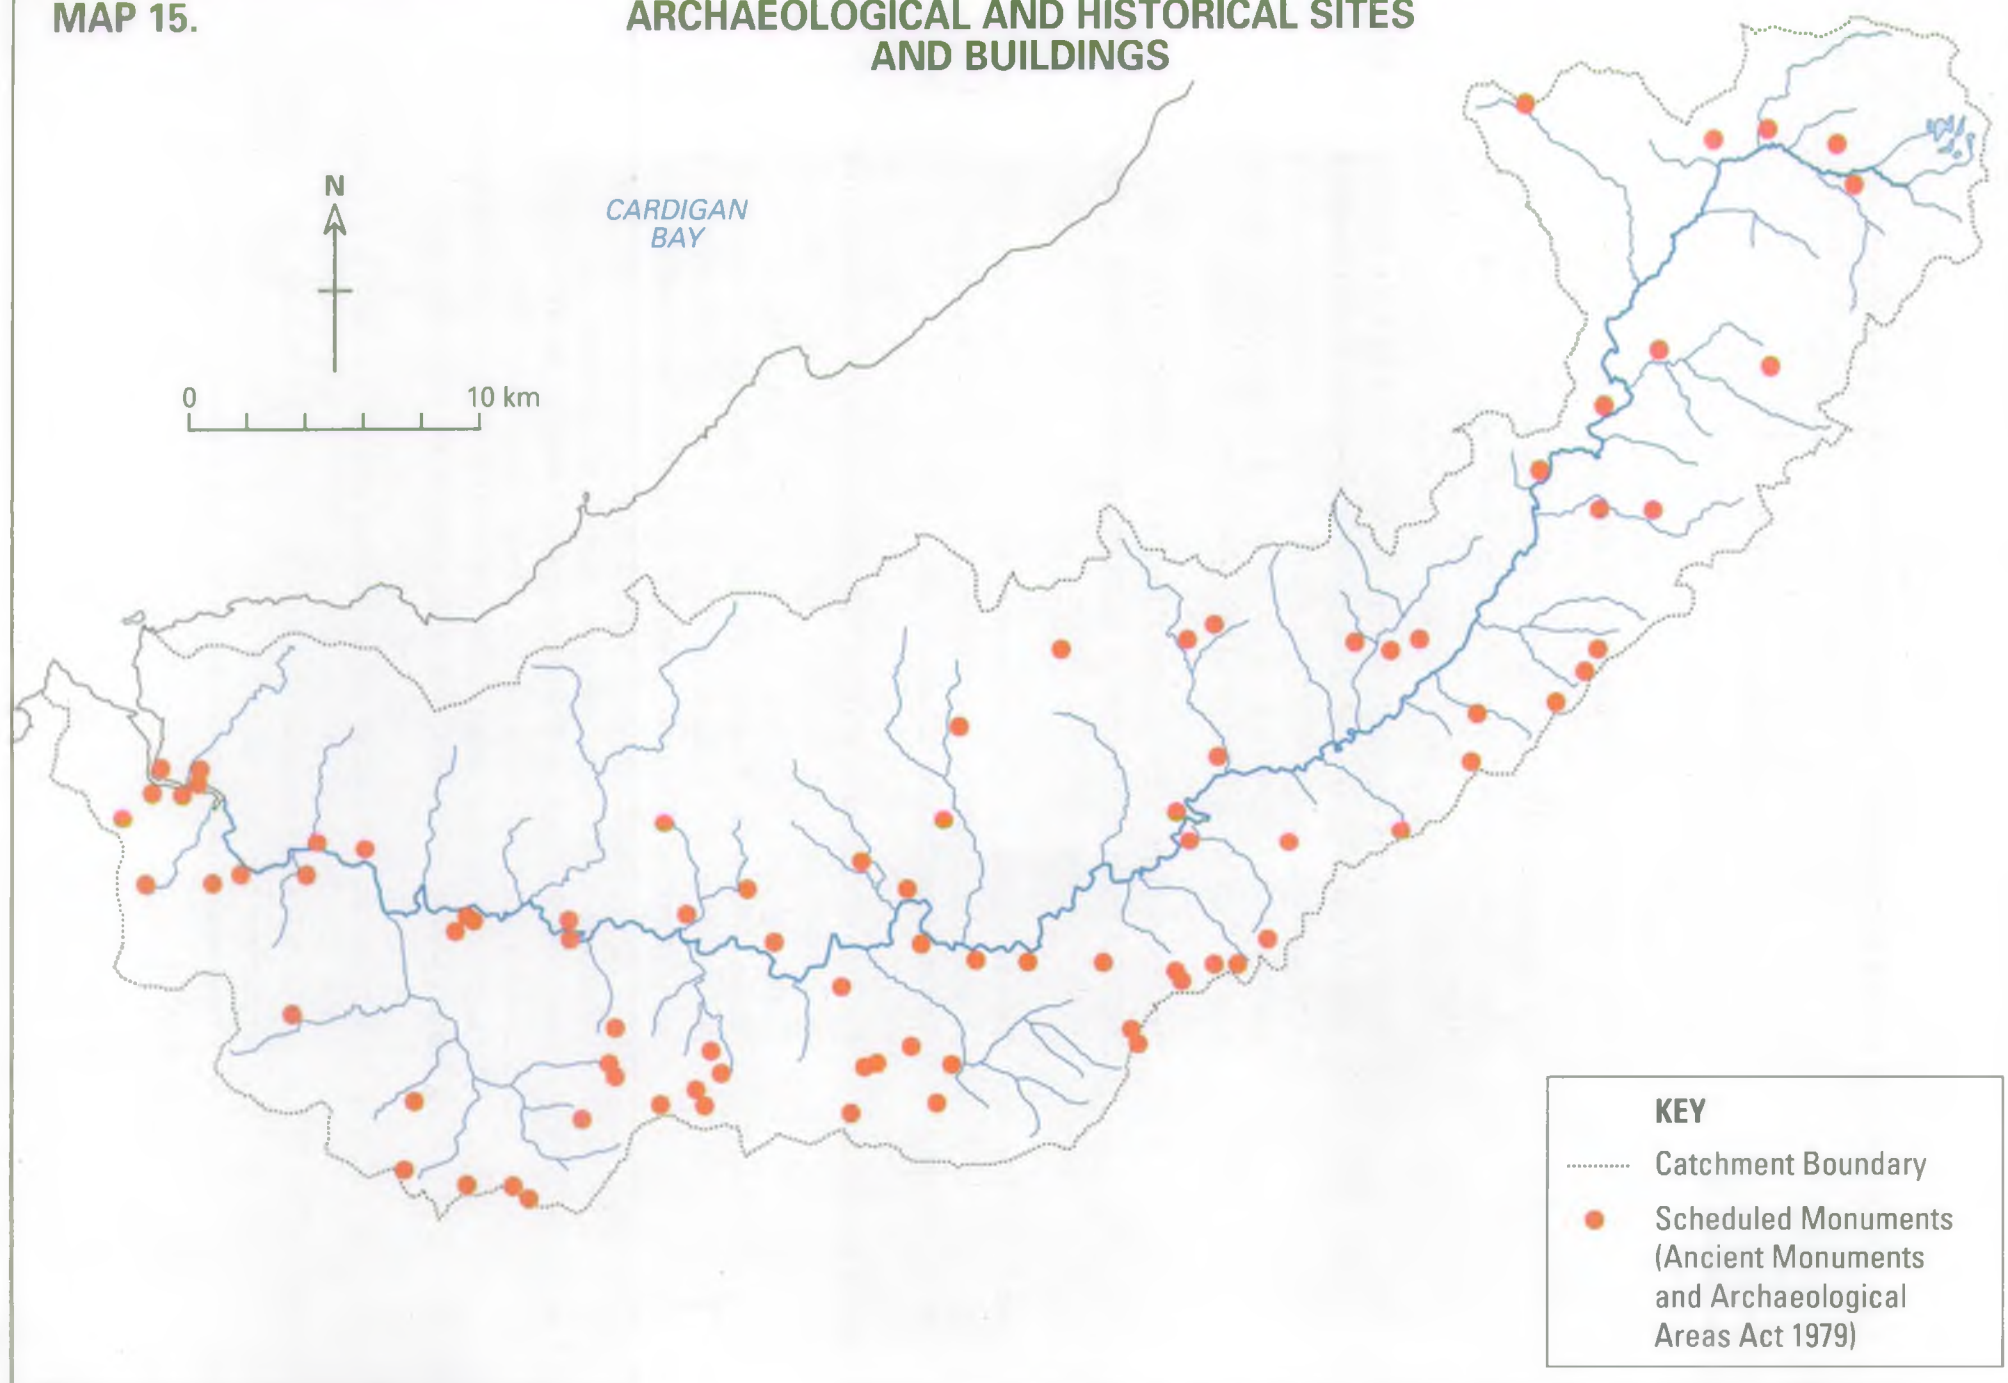 MAP 15.
ARCHAEOLOGICAL AND HISTORICAL SITES
AND BUILDINGS
N
CARDIGAN
BAY
0 10 km
KEY
Catchment Boundary
Scheduled Monuments
(Ancient Monuments
and Archaeological
Areas Act 1979)